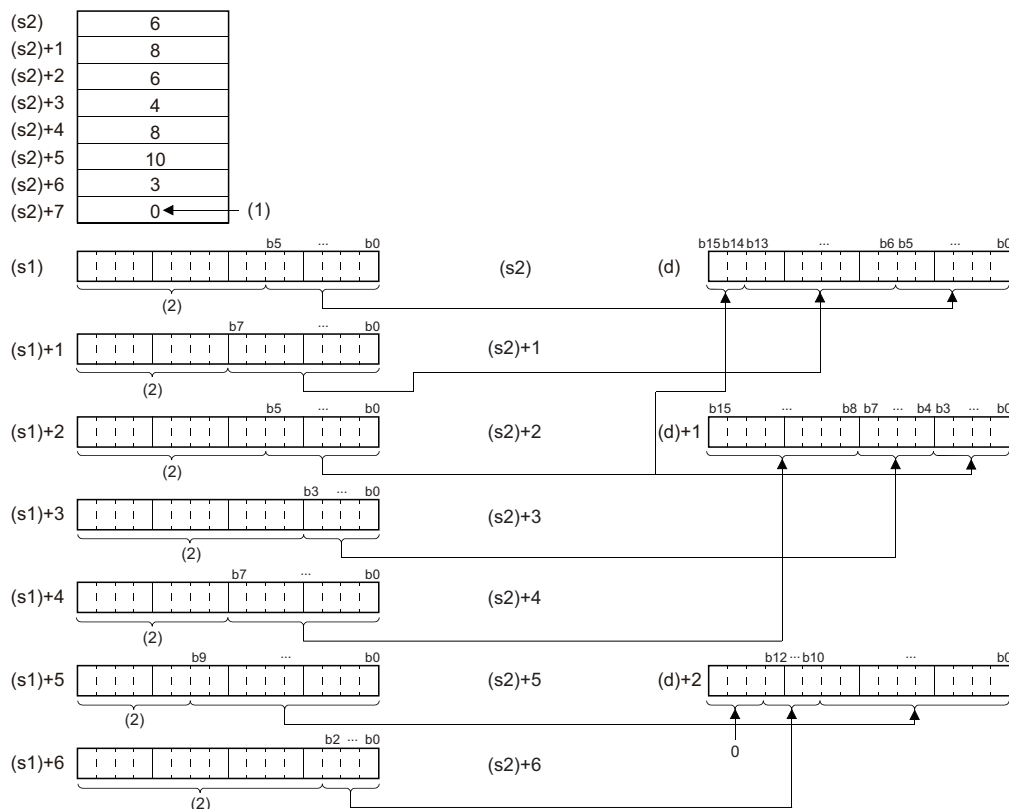 (s2) 6
(s2)+1 8
(s2)+2 6
(s2)+3 4
(s2)+4 8
(s2)+5 10
(s2)+6 3
(s2)+7 0 (1)
b5 ... b0 b15 b14 b13 ... b6 b5 ... b0
(s1) (s2) (d)
(2)
b7 ... b0
(s1)+1 (s2)+1
(2)
b5 ... b0 b15 ... b8 b7 ... b4 b3 ... b0
(s1)+2 (s2)+2 (d)+1
(2)
b3 ... b0
(s1)+3 (s2)+3
(2)
b7 ... b0
(s1)+4 (s2)+4
(2)
b9 ... b0 b12 ... b10 ... b0
(s1)+5 (s2)+5 (d)+2
(2)
b2 ... b0 0
(s1)+6 (s2)+6
(2)